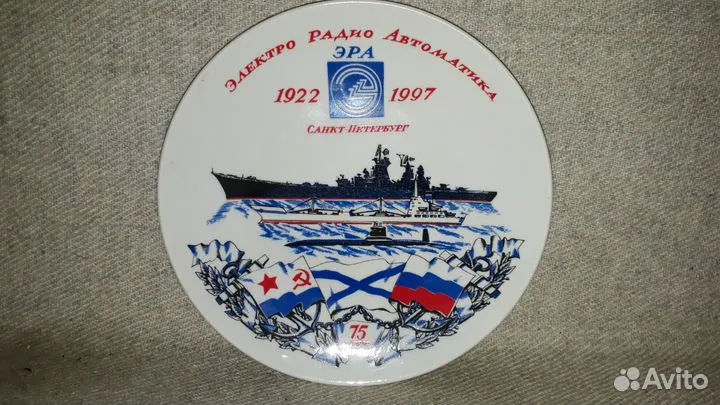 Электро Радио Автоматика
ЭРА
1922 1997
Санкт-Петербург
75
Avito